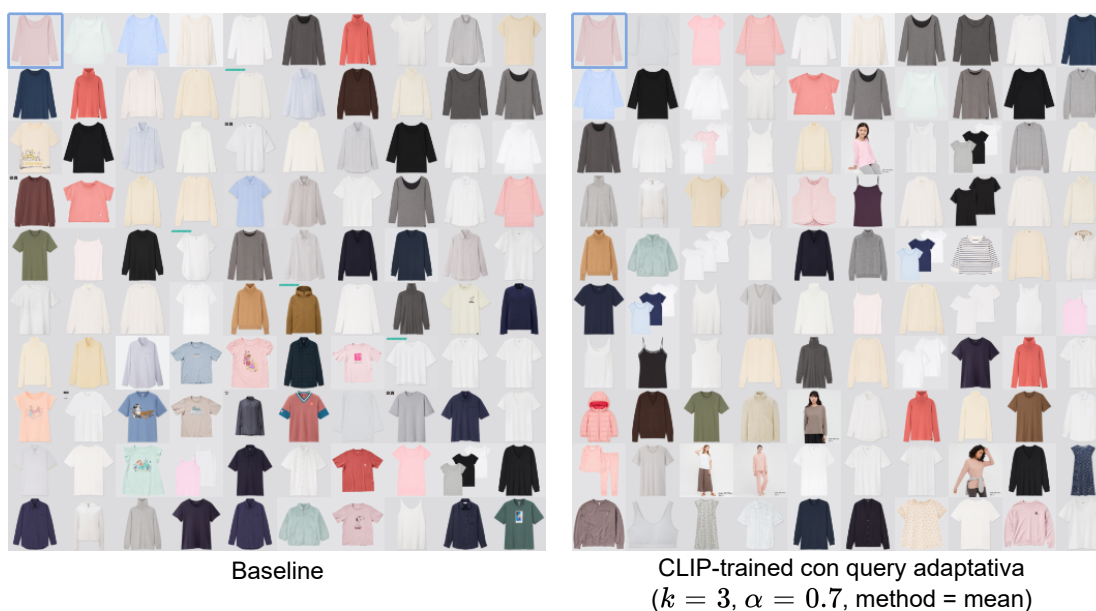 Baseline
CLIP-trained con query adaptativa
(k = 3, α = 0.7, method = mean)